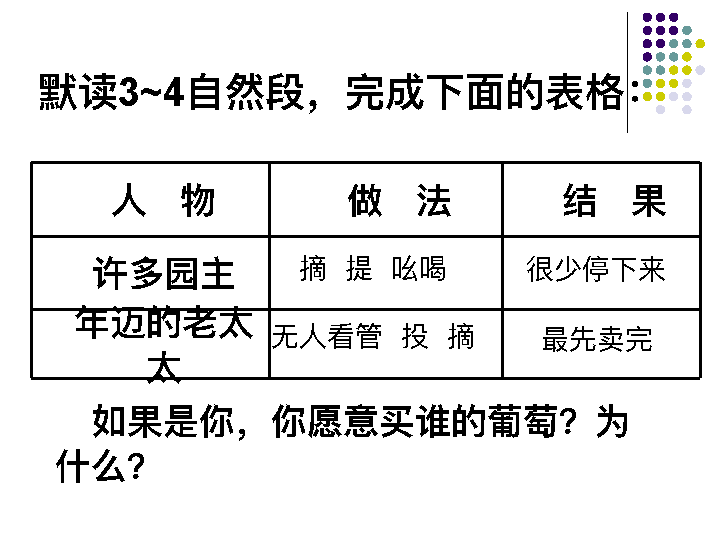 默读3~4自然段，完成下面的表格：
人 物 做 法 结 果
许多园主 摘 提 吆喝 很少停下来
年迈的老太太 无人看管 投 摘 最先卖完
如果是你，你愿意买谁的葡萄？为
什么？